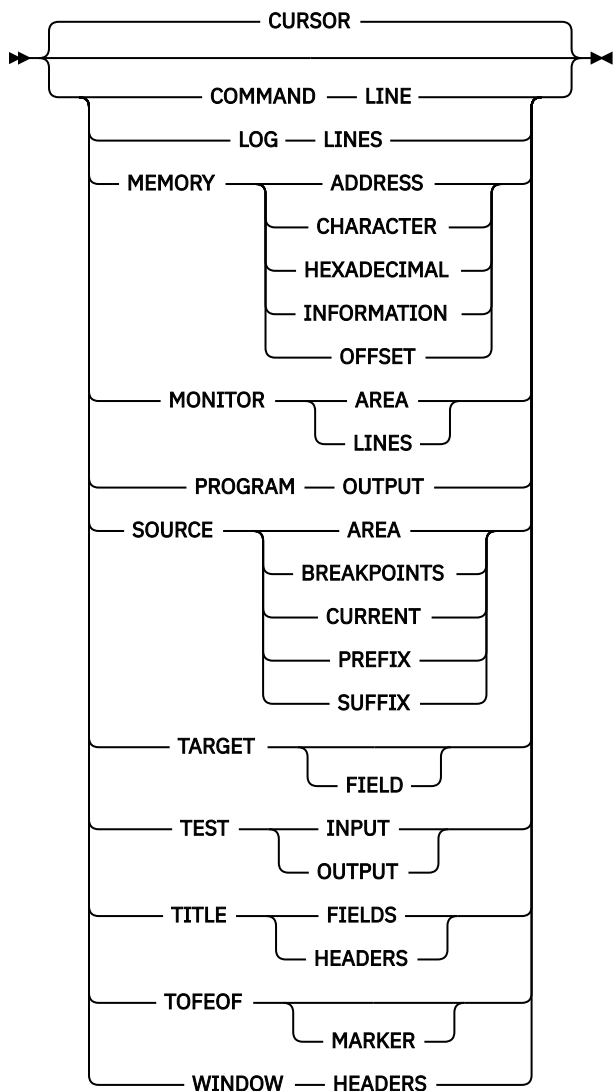 CURSOR
COMMAND LINE
LOG LINES
MEMORY ADDRESS
CHARACTER
HEXADECIMAL
INFORMATION
OFFSET
MONITOR AREA
LINES
PROGRAM OUTPUT
SOURCE AREA
BREAKPOINTS
CURRENT
PREFIX
SUFFIX
TARGET
FIELD
TEST INPUT
OUTPUT
TITLE FIELDS
HEADERS
TOFEOF
MARKER
WINDOW HEADERS